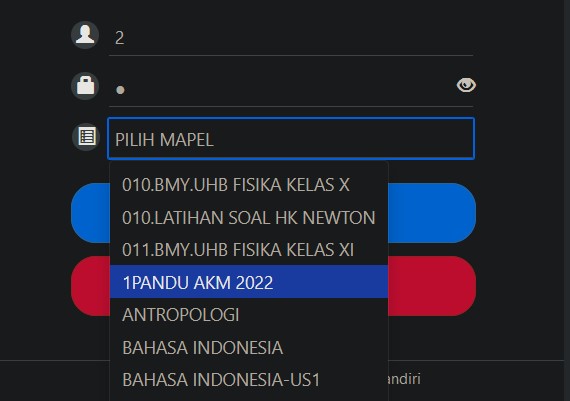 2
PILIH MAPEL
010.BMY.UHB FISIKA KELAS X
010.LATIHAN SOAL HK NEWTON
011.BMY.UHB FISIKA KELAS XI
1PANDU AKM 2022
ANTROPOLOGI
BAHASA INDONESIA
BAHASA INDONESIA-US1
andiri